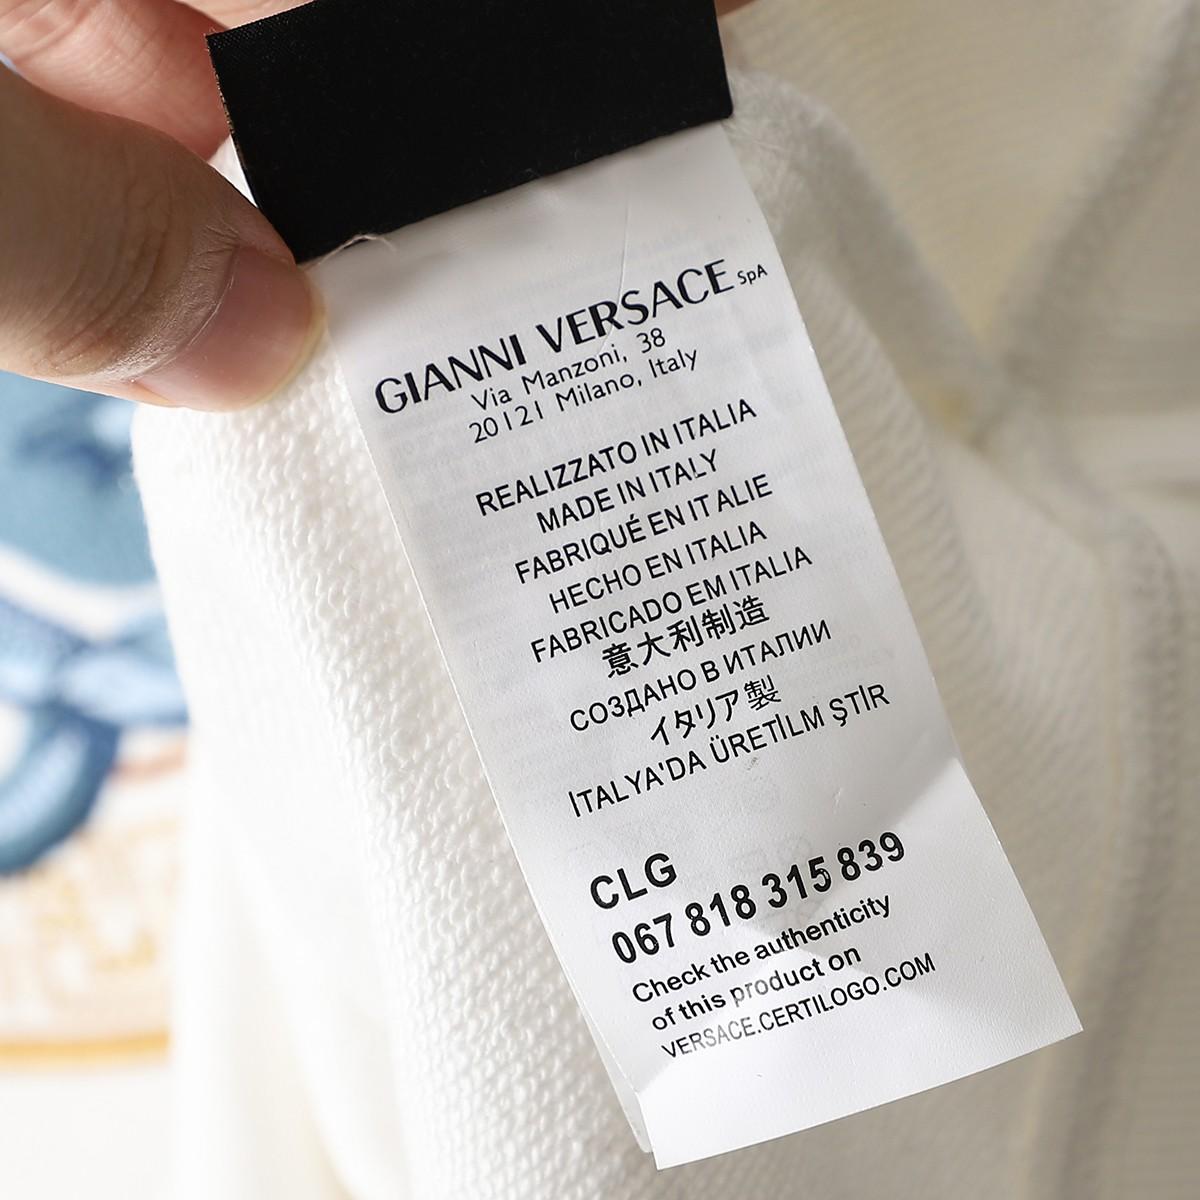 GIANNI VERSACE SpA
Via Manzoni, 38
20121 Milano, Italy
REALIZZATO IN ITALIA
MADE IN ITALY
FABRIQUÉ EN IT ALIE
HECHO EN ITALIA
FABRICADO EM ITALIA
意大利制造
СОЗДАНО В ИТАЛИИ
イタリア製
İTALYA'DA ÜRETİLM ŞTİR
CLG
067 818 315 839
Check the authenticity
of this product on
VERSACE.CERTILOGO.COM